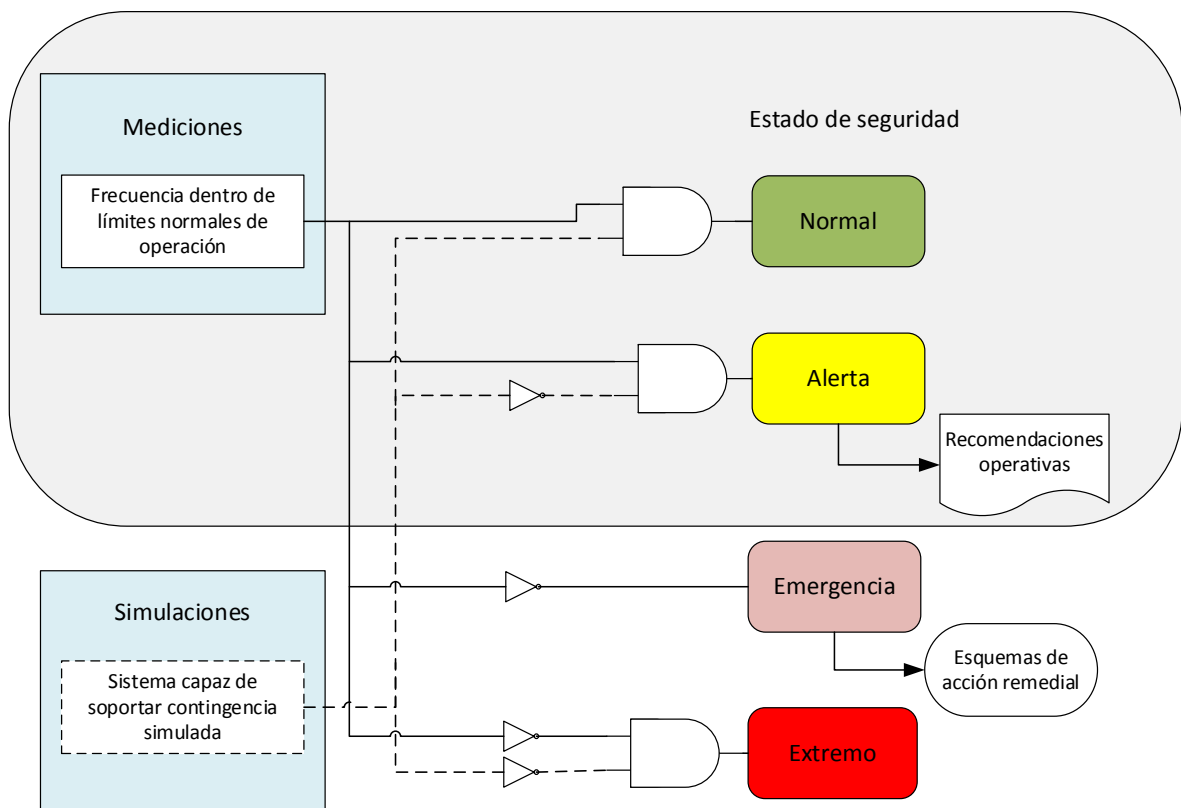 Mediciones
Estado de seguridad
Frecuencia dentro de
límites normales de
operación
Normal
Alerta
Recomendaciones
operativas
Emergencia
Simulaciones
Esquemas de
acción remedial
Sistema capaz de
soportar contingencia
simulada
Extremo